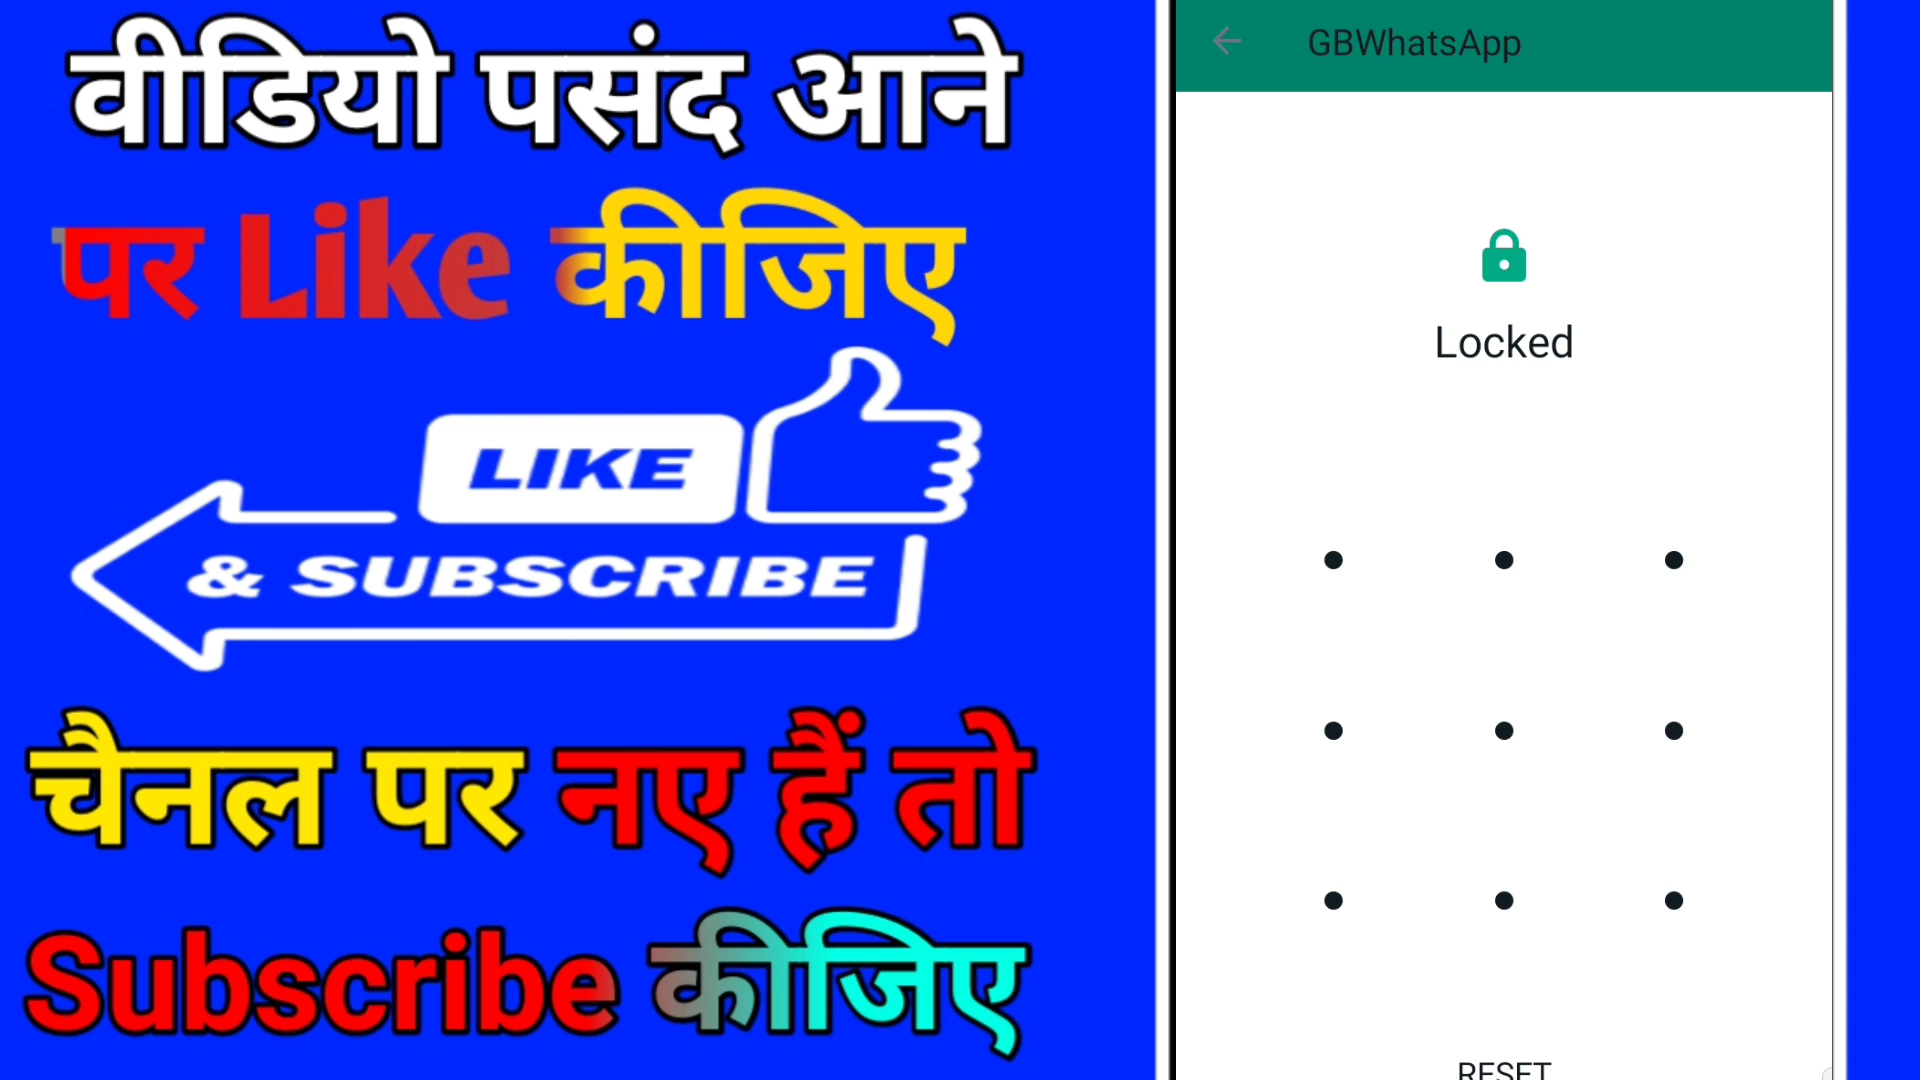 वीडियो पसंद आने
पर Like कीजिए
LIKE
& SUBSCRIBE
चैनल पर नए हैं तो
Subscribe कीजिए
GBWhatsApp
Locked
RESET